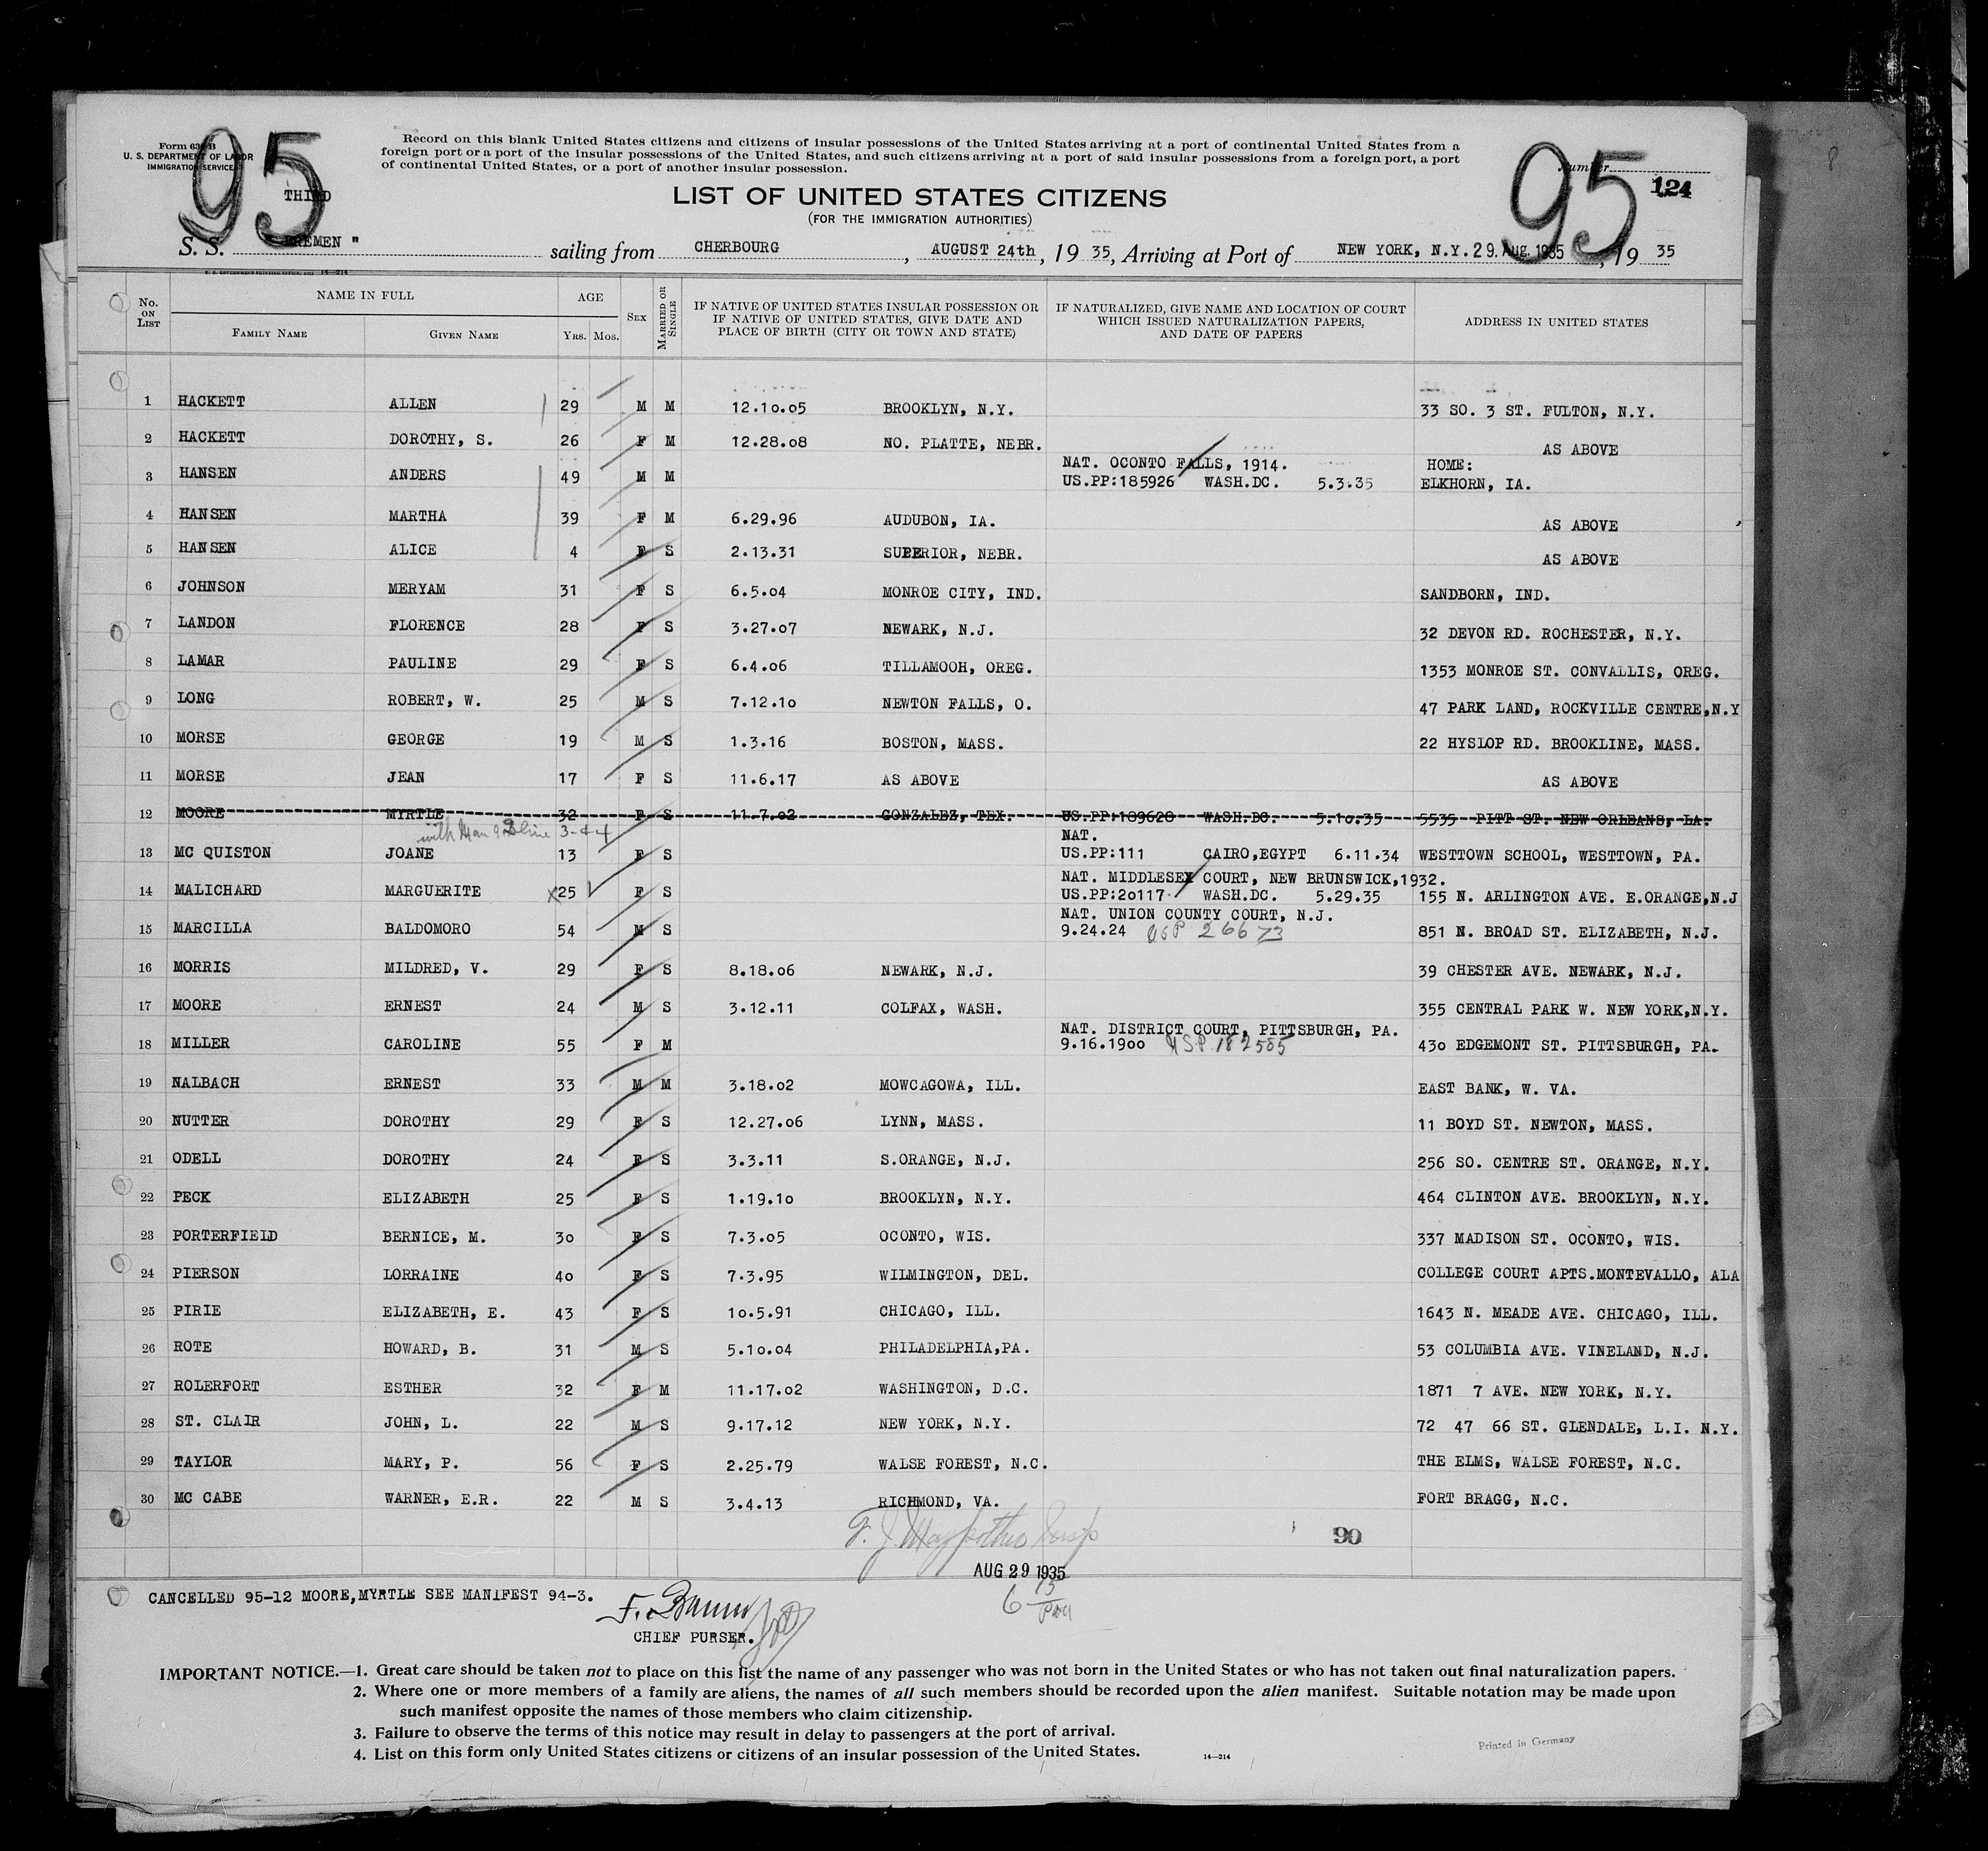 Form 630 B
U. S. DEPARTMENT OF LABOR
IMMIGRATION SERVICE
95
THIRD
Record on this blank United States citizens and citizens of insular possessions of the United States arriving at a port of continental United States from a
foreign port or a port of the insular possessions of the United States, and such citizens arriving at a port of said insular possessions from a foreign port, a port
of continental United States, or a port of another insular possession.
95
Number
124
LIST OF UNITED STATES CITIZENS
(FOR THE IMMIGRATION AUTHORITIES)
S. S. " BREMEN " sailing from CHERBOURG, AUGUST 24th, 19 35, Arriving at Port of NEW YORK, N.Y. 29. Aug. 1935, 19 35
No. ON LIST NAME IN FULL AGE SEX MARRIED OR SINGLE IF NATIVE OF UNITED STATES INSULAR POSSESSION OR IF NATIVE OF UNITED STATES, GIVE DATE AND PLACE OF BIRTH (CITY OR TOWN AND STATE) IF NATURALIZED, GIVE NAME AND LOCATION OF COURT WHICH ISSUED NATURALIZATION PAPERS, AND DATE OF PAPERS ADDRESS IN UNITED STATES
FAMILY NAME GIVEN NAME YRS. MOS.
1 HACKETT ALLEN 29 M M 12.10.05 BROOKLYN, N.Y. 33 SO. 3 ST. FULTON, N.Y.
2 HACKETT DOROTHY, S. 26 F M 12.28.08 NO. PLATTE, NEBR. AS ABOVE
NAT. OCONTO FALLS, 1914. HOME:
3 HANSEN ANDERS 49 M M US.PP:185926 WASH.DC. 5.3.35 ELKHORN, IA.
4 HANSEN MARTHA 39 F M 6.29.96 AUDUBON, IA. AS ABOVE
5 HANSEN ALICE 4 F S 2.13.31 SUPERIOR, NEBR. AS ABOVE
6 JOHNSON MERYAM 31 F S 6.5.04 MONROE CITY, IND. SANDBORN, IND.
7 LANDON FLORENCE 28 F S 3.27.07 NEWARK, N.J. 32 DEVON RD. ROCHESTER, N.Y.
8 LAMAR PAULINE 29 F S 6.4.06 TILLAMOOH, OREG. 1353 MONROE ST. CONVALLIS, OREG.
9 LONG ROBERT, W. 25 M S 7.12.10 NEWTON FALLS, O. 47 PARK LAND, ROCKVILLE CENTRE,N.Y
10 MORSE GEORGE 19 M S 1.3.16 BOSTON, MASS. 22 HYSLOP RD. BROOKLINE, MASS.
11 MORSE JEAN 17 F S 11.6.17 AS ABOVE AS ABOVE
12 MOORE MYRTLE 32 F S 11.7.02 GONZALEZ, TEX. US.PP:189628 WASH.DC. 5.10.35 5535 PITT ST. NEW ORLEANS, LA.
with line 3-44 NAT.
13 MC QUISTON JOANE 13 F S US.PP:111 CAIRO,EGYPT 6.11.34 WESTTOWN SCHOOL, WESTTOWN, PA.
NAT. MIDDLESEX COURT, NEW BRUNSWICK,1932.
14 MALICHARD MARGUERITE x25 F S US.PP:20117 WASH.DC. 5.29.35 155 N. ARLINGTON AVE. E.ORANGE,N.J
NAT. UNION COUNTY COURT, N.J.
15 MARCILLA BALDOMORO 54 M S 9.24.24 USP 26673 851 N. BROAD ST. ELIZABETH, N.J.
16 MORRIS MILDRED, V. 29 F S 8.18.06 NEWARK, N.J. 39 CHESTER AVE. NEWARK, N.J.
17 MOORE ERNEST 24 M S 3.12.11 COLFAX, WASH. 355 CENTRAL PARK W. NEW YORK,N.Y.
NAT. DISTRICT COURT, PITTSBURGH, PA.
18 MILLER CAROLINE 55 F M 9.16.1900 USP 182585 430 EDGEMONT ST. PITTSBURGH, PA.
19 NALBACH ERNEST 33 M M 3.18.02 MOWCAGOWA, ILL. EAST BANK, W. VA.
20 NUTTER DOROTHY 29 F S 12.27.06 LYNN, MASS. 11 BOYD ST. NEWTON, MASS.
21 ODELL DOROTHY 24 F S 3.3.11 S.ORANGE, N.J. 256 SO. CENTRE ST. ORANGE, N.Y.
22 PECK ELIZABETH 25 F S 1.19.10 BROOKLYN, N.Y. 464 CLINTON AVE. BROOKLYN, N.Y.
23 PORTERFIELD BERNICE, M. 30 F S 7.3.05 OCONTO, WIS. 337 MADISON ST. OCONTO, WIS.
24 PIERSON LORRAINE 40 F S 7.3.95 WILMINGTON, DEL. COLLEGE COURT APTS.MONTEVALLO, ALA
25 PIRIE ELIZABETH, E. 43 F S 10.5.91 CHICAGO, ILL. 1643 N. MEADE AVE. CHICAGO, ILL.
26 ROTE HOWARD, B. 31 M S 5.10.04 PHILADELPHIA,PA. 53 COLUMBIA AVE. VINELAND, N.J.
27 ROLERFORT ESTHER 32 F M 11.17.02 WASHINGTON, D.C. 1871 7 AVE. NEW YORK, N.Y.
28 ST. CLAIR JOHN, L. 22 M S 9.17.12 NEW YORK, N.Y. 72 47 66 ST. GLENDALE, L.I. N.Y.
29 TAYLOR MARY, P. 56 F S 2.25.79 WALSE FOREST, N.C. THE ELMS, WALSE FOREST, N.C.
30 MC CABE WARNER, E.R. 22 M S 3.4.13 RICHMOND, VA. FORT BRAGG, N.C.
90
AUG 29 1935
CANCELLED 95-12 MOORE,MYRTLE SEE MANIFEST 94-3.
CHIEF PURSER.
IMPORTANT NOTICE.—1. Great care should be taken not to place on this list the name of any passenger who was not born in the United States or who has not taken out final naturalization papers.
2. Where one or more members of a family are aliens, the names of all such members should be recorded upon the alien manifest. Suitable notation may be made upon
such manifest opposite the names of those members who claim citizenship.
3. Failure to observe the terms of this notice may result in delay to passengers at the port of arrival.
4. List on this form only United States citizens or citizens of an insular possession of the United States.
14—214
Printed in Germany